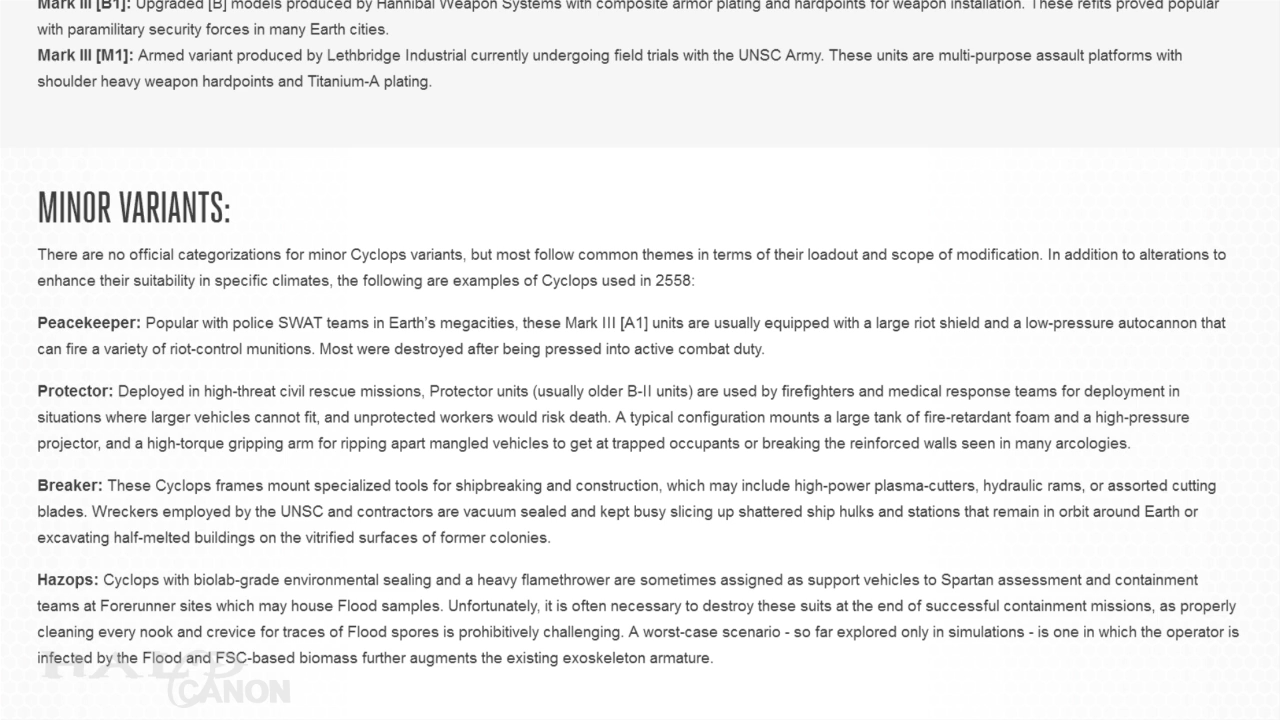 Mark III [B1]: Upgraded [B] models produced by Hannibal Weapon Systems with composite armor plating and hardpoints for weapon installation. These refits proved popular
with paramilitary security forces in many Earth cities.
Mark III [M1]: Armed variant produced by Lethbridge Industrial currently undergoing field trials with the UNSC Army. These units are multi-purpose assault platforms with
shoulder heavy weapon hardpoints and Titanium-A plating.
MINOR VARIANTS:
There are no official categorizations for minor Cyclops variants, but most follow common themes in terms of their loadout and scope of modification. In addition to alterations to
enhance their suitability in specific climates, the following are examples of Cyclops used in 2558:
Peacekeeper: Popular with police SWAT teams in Earth's megacities, these Mark III [A1] units are usually equipped with a large riot shield and a low-pressure autocannon that
can fire a variety of riot-control munitions. Most were destroyed after being pressed into active combat duty.
Protector: Deployed in high-threat civil rescue missions, Protector units (usually older B-II units) are used by firefighters and medical response teams for deployment in
situations where larger vehicles cannot fit, and unprotected workers would risk death. A typical configuration mounts a large tank of fire-retardant foam and a high-pressure
projector, and a high-torque gripping arm for ripping apart mangled vehicles to get at trapped occupants or breaking the reinforced walls seen in many arcologies.
Breaker: These Cyclops frames mount specialized tools for shipbreaking and construction, which may include high-power plasma-cutters, hydraulic rams, or assorted cutting
blades. Wreckers employed by the UNSC and contractors are vacuum sealed and kept busy slicing up shattered ship hulks and stations that remain in orbit around Earth or
excavating half-melted buildings on the vitrified surfaces of former colonies.
Hazops: Cyclops with biolab-grade environmental sealing and a heavy flamethrower are sometimes assigned as support vehicles to Spartan assessment and containment
teams at Forerunner sites which may house Flood samples. Unfortunately, it is often necessary to destroy these suits at the end of successful containment missions, as properly
cleaning every nook and crevice for traces of Flood spores is prohibitively challenging. A worst-case scenario - so far explored only in simulations - is one in which the operator is
infected by the Flood and FSC-based biomass further augments the existing exoskeleton armature.
HALO
CANON